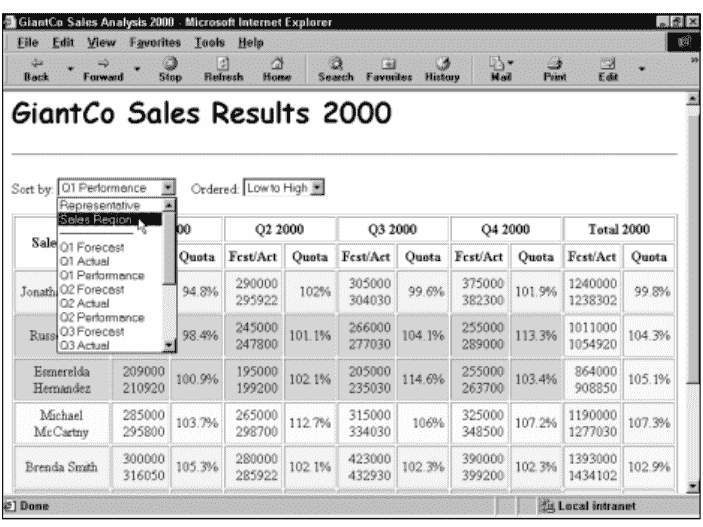 GiantCo Sales Analysis 2000 - Microsoft Internet Explorer
File Edit View Favorites Tools Help
Back Forward Stop Refresh Home Search Favorites History Mail Print Edit
GiantCo Sales Results 2000
Sort by: Q1 Performance Ordered: Low to High
Representative
Sales Region
Q1 Forecast
Q1 Actual
Q1 Performance
Q2 Forecast
Q2 Actual
Q2 Performance
Q3 Forecast
Q3 Actual
Sale 00 Q2 2000 Q3 2000 Q4 2000 Total 2000
Quota Fcst/Act Quota Fcst/Act Quota Fcst/Act Quota Fcst/Act Quota
Jonath 94.8% 290000 295922 102% 305000 304030 99.6% 375000 382300 101.9% 1240000 1238302 99.8%
Russ 98.4% 245000 247800 101.1% 266000 277030 104.1% 255000 289000 113.3% 1011000 1054920 104.3%
Esmerelda Hernandez 209000 210920 100.9% 195000 199200 102.1% 205000 235030 114.6% 255000 263700 103.4% 864000 908850 105.1%
Michael McCartny 285000 295800 103.7% 265000 298700 112.7% 315000 334030 106% 325000 348500 107.2% 1190000 1277030 107.3%
Brenda Smith 300000 316050 105.3% 280000 285922 102.1% 423000 432930 102.3% 390000 399200 102.3% 1393000 1434102 102.9%
Done Local intranet